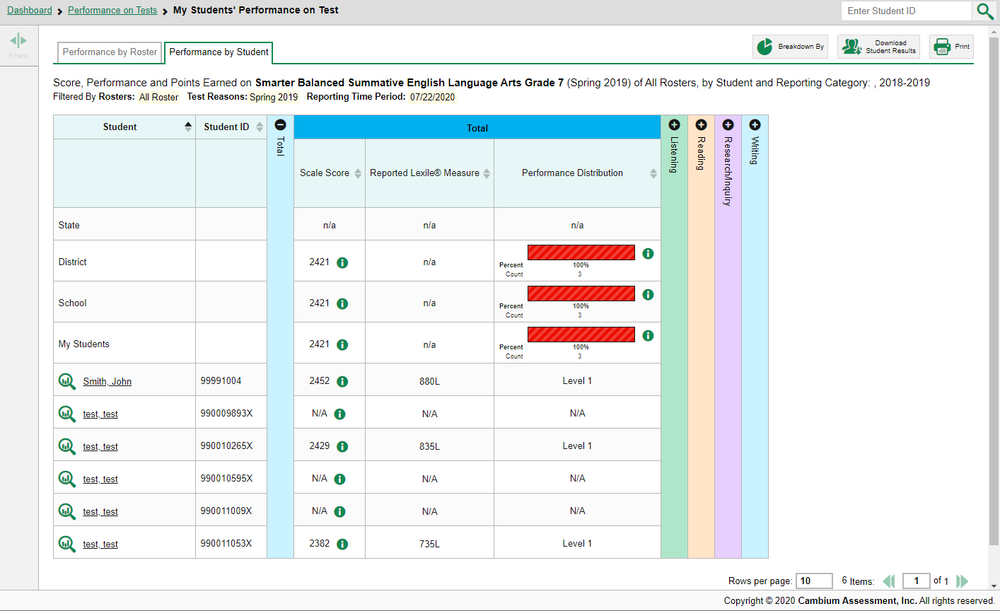 Dashboard > Performance on Tests > My Students' Performance on Test
Enter Student ID
Filters
Performance by Roster
Performance by Student
Breakdown By
Download
Student Results
Print
Score, Performance and Points Earned on Smarter Balanced Summative English Language Arts Grade 7 (Spring 2019) of All Rosters, by Student and Reporting Category: , 2018-2019
Filtered By Rosters: All Roster Test Reasons: Spring 2019 Reporting Time Period: 07/22/2020
Student
Student ID
Total
Total
Listening
Reading
Research/Inquiry
Writing
Scale Score
Reported Lexile® Measure
Performance Distribution
State n/a n/a n/a
District 2421 n/a
Percent 100%
Count 3
School 2421 n/a
Percent 100%
Count 3
My Students 2421 n/a
Percent 100%
Count 3
Smith, John 99991004 2452 880L Level 1
test, test 990009893X N/A N/A N/A
test, test 990010265X 2429 835L Level 1
test, test 990010595X N/A N/A N/A
test, test 990011009X N/A N/A N/A
test, test 990011053X 2382 735L Level 1
Rows per page: 10 6 Items: 1 of 1
Copyright © 2020 Cambium Assessment, Inc. All rights reserved.